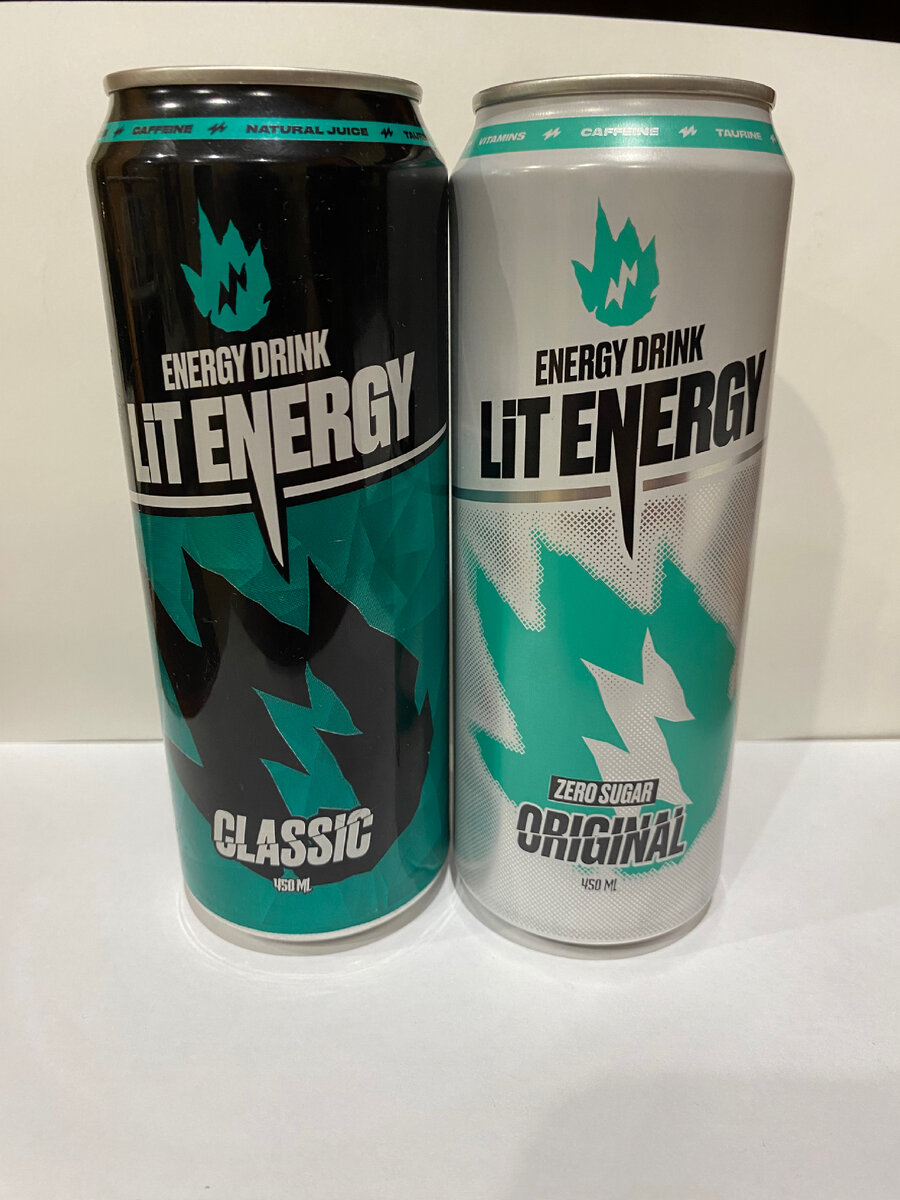 CAFFEINE NATURAL JUICE
ENERGY DRINK
LiT ENERGY
CLASSIC
450 ML
VITAMINS CAFFEINE TAURINE
ENERGY DRINK
LiT ENERGY
ZERO SUGAR
ORIGINAL
450 ML